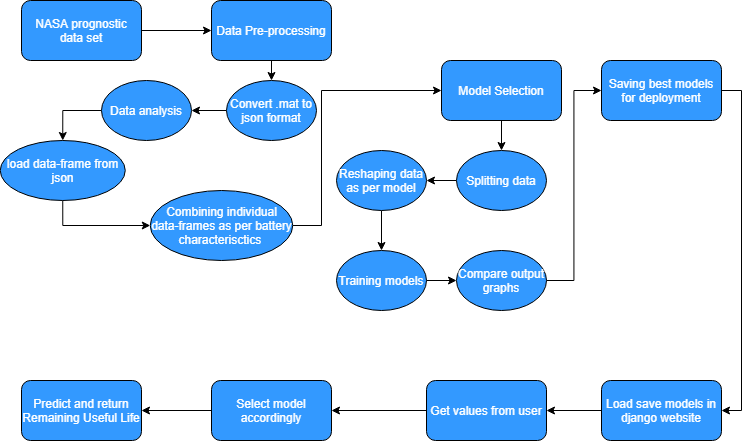 NASA prognostic
data set
Data Pre-processing
Convert .mat to
json format
Data analysis
load data-frame from
json
Combining individual
data-frames as per battery
characterisctics
Model Selection
Splitting data
Reshaping data
as per model
Training models
Compare output
graphs
Saving best models
for deployment
Load save models in
django website
Get values from user
Select model
accordingly
Predict and return
Remaining Useful Life